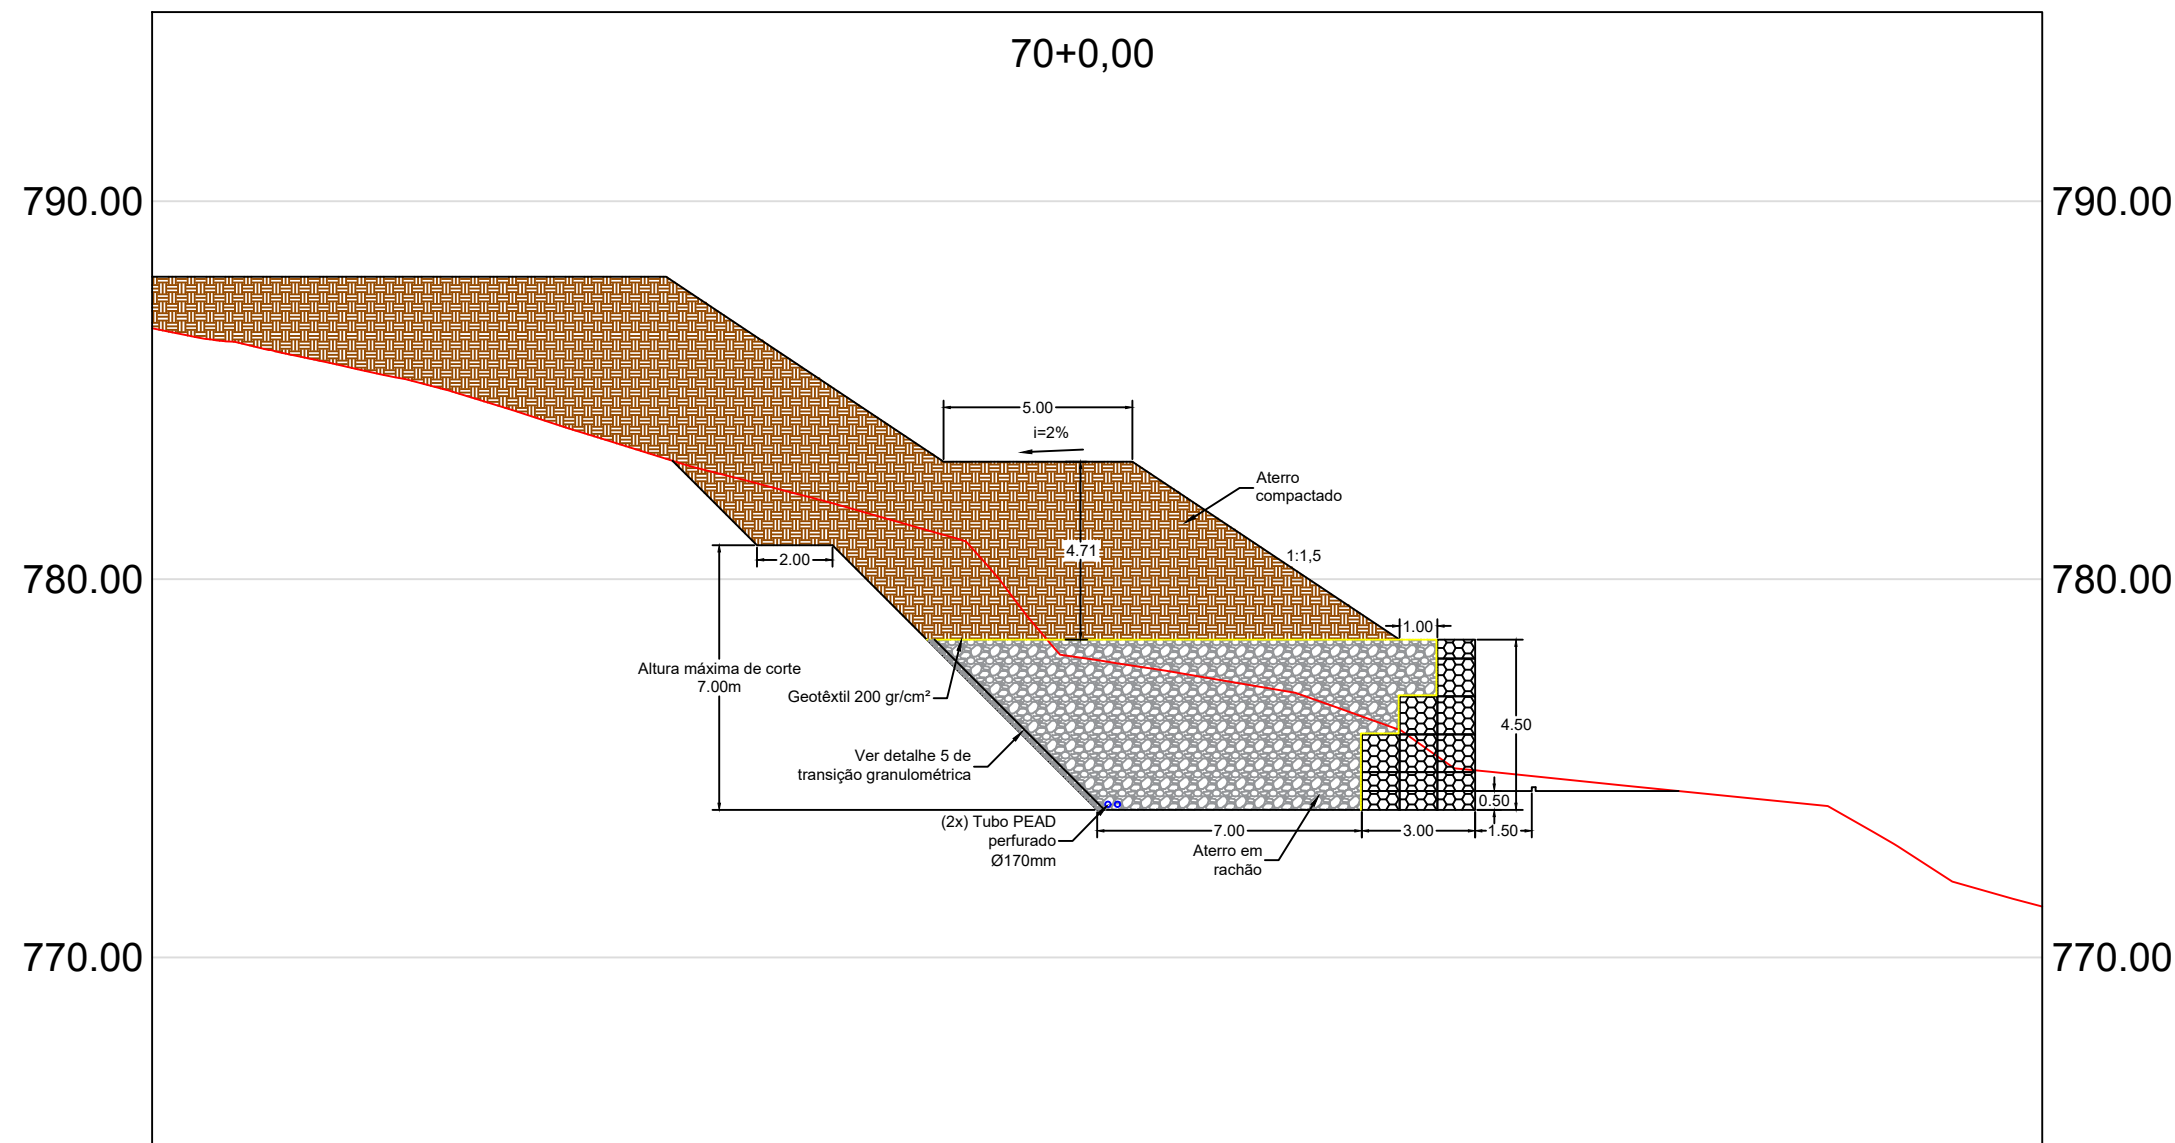 70+0,00
790.00
790.00
5.00
i=2%
Aterro
compactado
4.71
1:1,5
2.00
780.00
780.00
1.00
Altura máxima de corte
7.00m
Geotêxtil 200 gr/cm²
4.50
Ver detalhe 5 de
transição granulométrica
0.50
(2x) Tubo PEAD
perfurado
Ø170mm
7.00
3.00
1.50
Aterro em
rachão
770.00
770.00